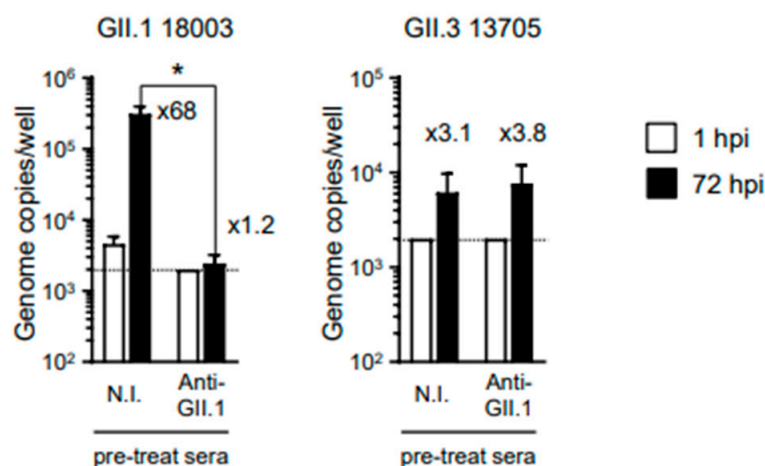 GII.1 18003
*
x68
x1.2
Genome copies/well
10⁶
10⁵
10⁴
10³
10²
N.I.
Anti-
GII.1
pre-treat sera
GII.3 13705
x3.1
x3.8
Genome copies/well
10⁵
10⁴
10³
10²
N.I.
Anti-
GII.1
pre-treat sera
1 hpi
72 hpi